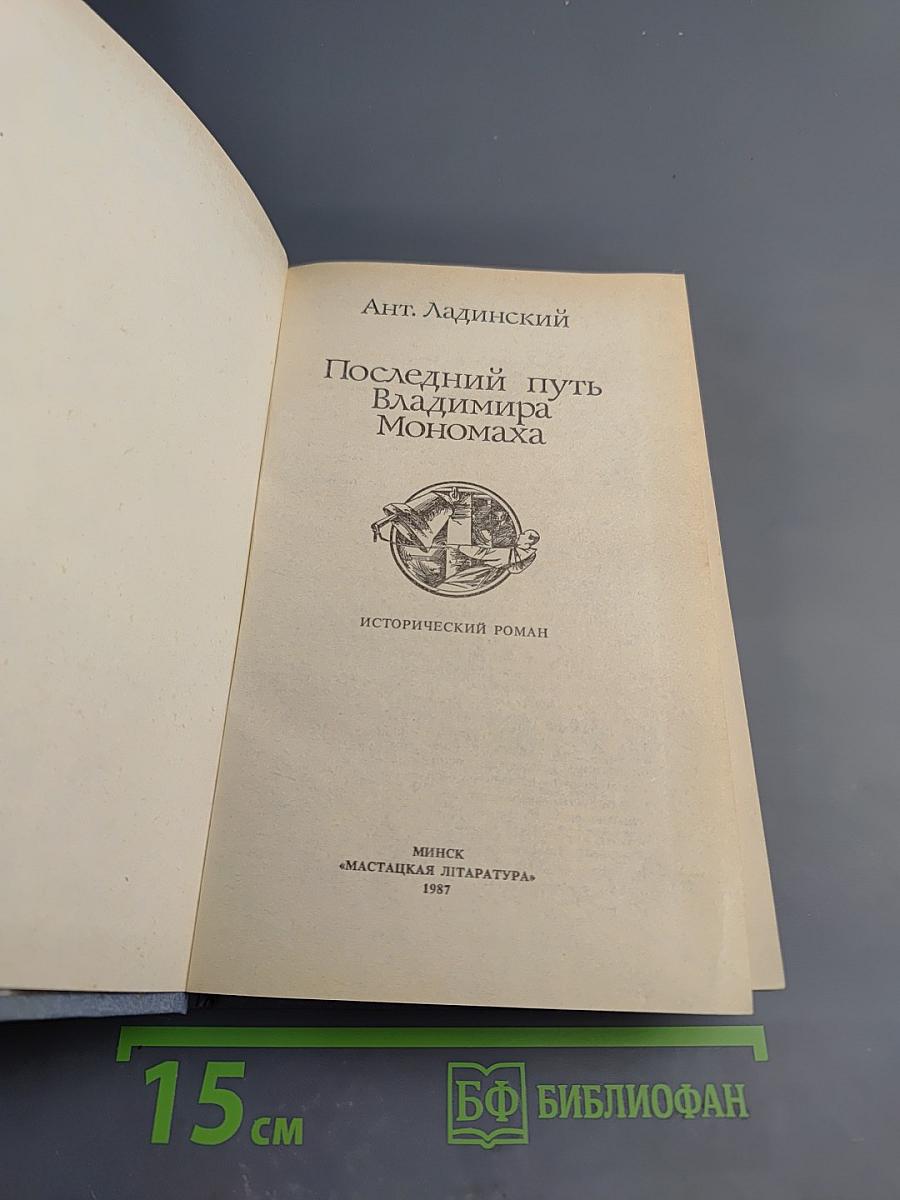 Ант. Ладинский
Последний путь
Владимира
Мономаха
ИСТОРИЧЕСКИЙ РОМАН
МИНСК
«МАСТАЦКАЯ ЛІТАРАТУРА»
1987
15 см
БФ БИБЛИОФАН